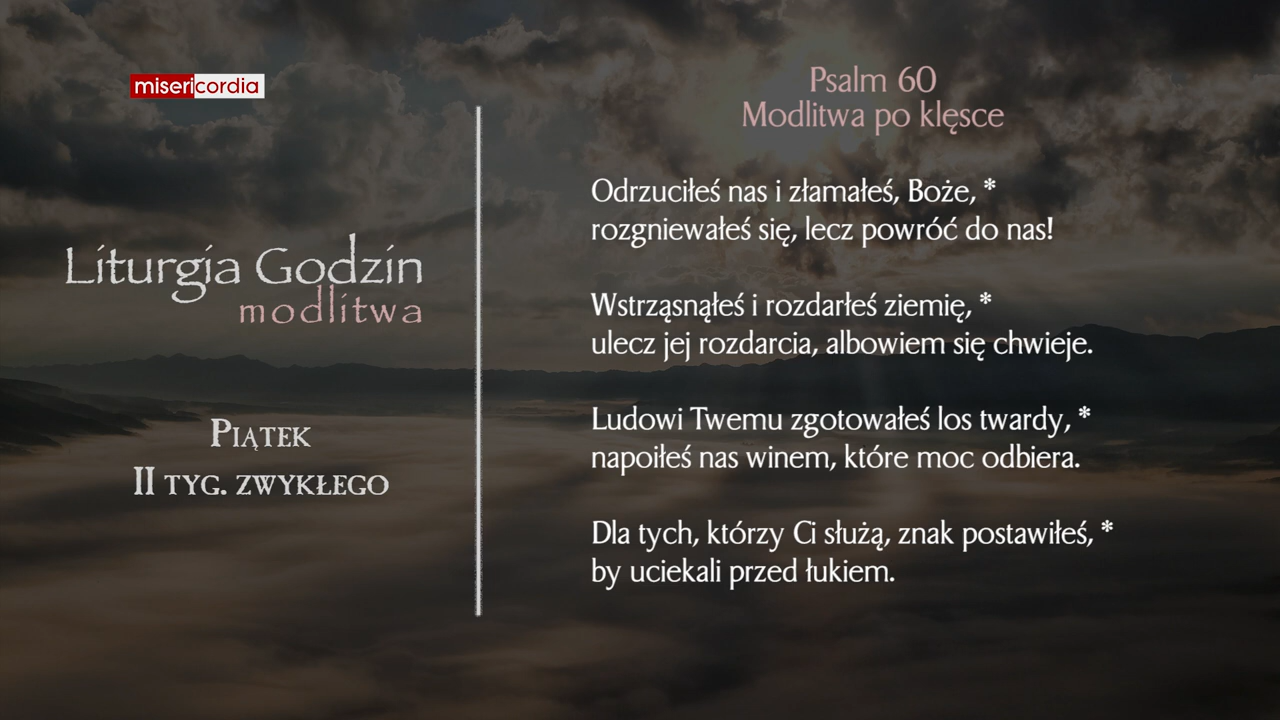 misericordia
Liturgia Godzin
modlitwa
Piątek
II tyg. zwykłego
Psalm 60
Modlitwa po klęsce
Odrzuciłeś nas i złamałeś, Boże, *
rozgniewałeś się, lecz powróć do nas!
Wstrząsnąłeś i rozdarłeś ziemię, *
ulecz jej rozdarcia, albowiem się chwieje.
Ludowi Twemu zgotowałeś los twardy, *
napoiłeś nas winem, które moc odbiera.
Dla tych, którzy Ci służą, znak postawiłeś, *
by uciekali przed łukiem.